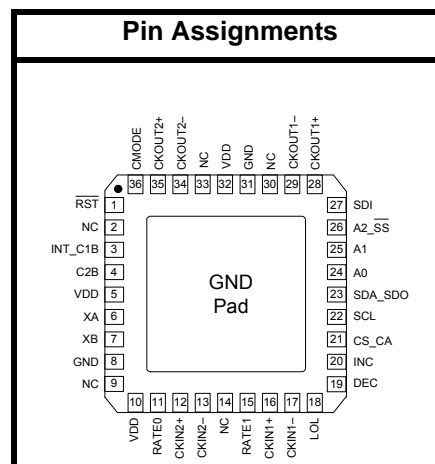 Pin Assignments
CMODE
CKOUT2+
CKOUT2–
NC
VDD
GND
NC
CKOUT1–
CKOUT1+
36 35 34 33 32 31 30 29 28
RST 1
NC 2
INT_C1B 3
C2B 4
VDD 5
XA 6
XB 7
GND 8
NC 9
GND
Pad
27 SDI
26 A2_SS
25 A1
24 A0
23 SDA_SDO
22 SCL
21 CS_CA
20 INC
19 DEC
10 11 12 13 14 15 16 17 18
VDD
RATE0
CKIN2+
CKIN2–
NC
RATE1
CKIN1+
CKIN1–
LOL